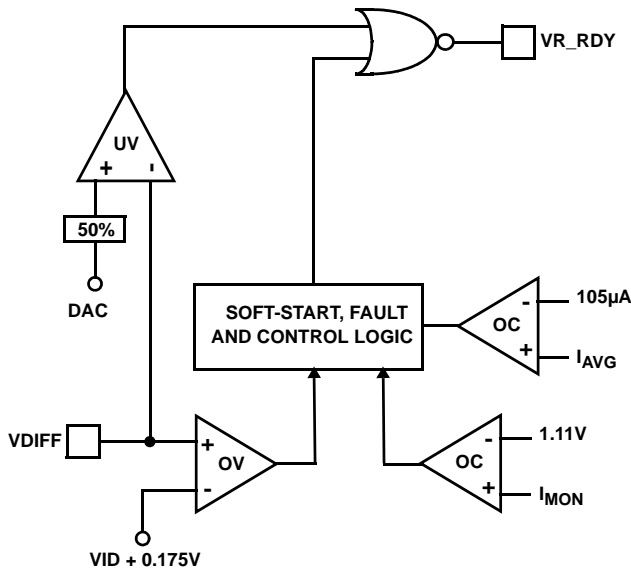 VR_RDY
UV
+ -
50%
DAC
SOFT-START, FAULT
AND CONTROL LOGIC
- 105µA
OC
+ IAVG
VDIFF
+
OV
-
VID + 0.175V
- 1.11V
OC
+ IMON